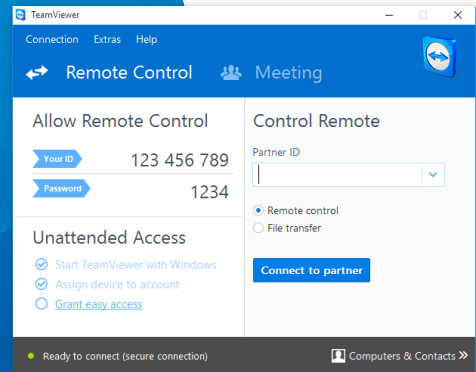 TeamViewer
Connection Extras Help
Remote Control Meeting
Allow Remote Control
Your ID 123 456 789
Password 1234
Unattended Access
Start TeamViewer with Windows
Assign device to account
Grant easy access
Control Remote
Partner ID
Remote control
File transfer
Connect to partner
Ready to connect (secure connection)
Computers & Contacts